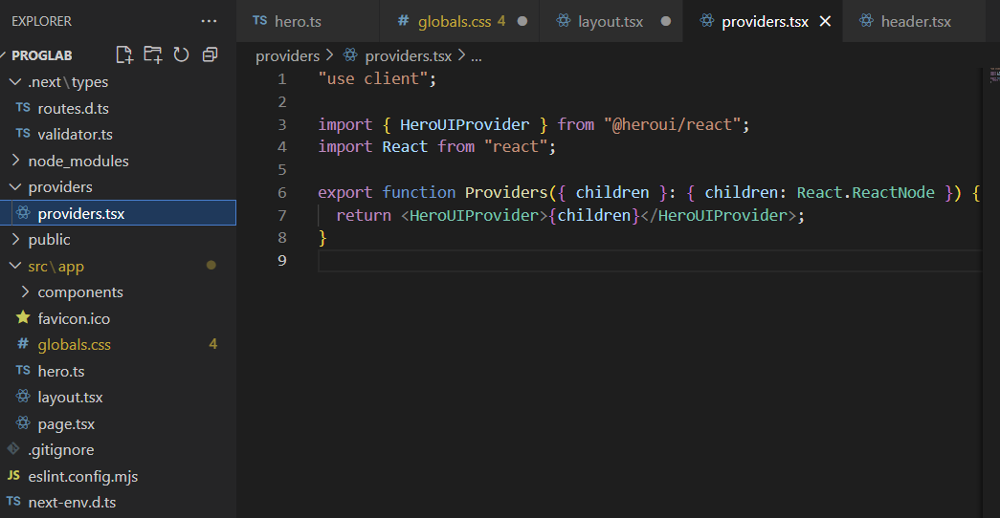 EXPLORER ...
PROGLAB
.next\types
TS routes.d.ts
TS validator.ts
node_modules
providers
providers.tsx
public
src\app
components
favicon.ico
# globals.css 4
TS hero.ts
layout.tsx
page.tsx
.gitignore
JS eslint.config.mjs
TS next-env.d.ts
TS hero.ts # globals.css 4 layout.tsx providers.tsx header.tsx
providers > providers.tsx > ...
1 "use client";
2
3 import { HeroUIProvider } from "@heroui/react";
4 import React from "react";
5
6 export function Providers({ children }: { children: React.ReactNode }) {
7 return <HeroUIProvider>{children}</HeroUIProvider>;
8 }
9